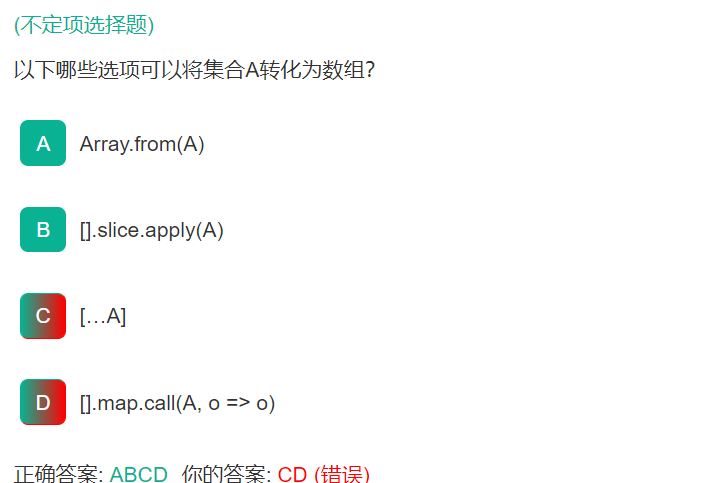 (不定项选择题)
以下哪些选项可以将集合A转化为数组?
A Array.from(A)
B [].slice.apply(A)
C […A]
D [].map.call(A, o => o)
正确答案: ABCD 你的答案: CD (错误)